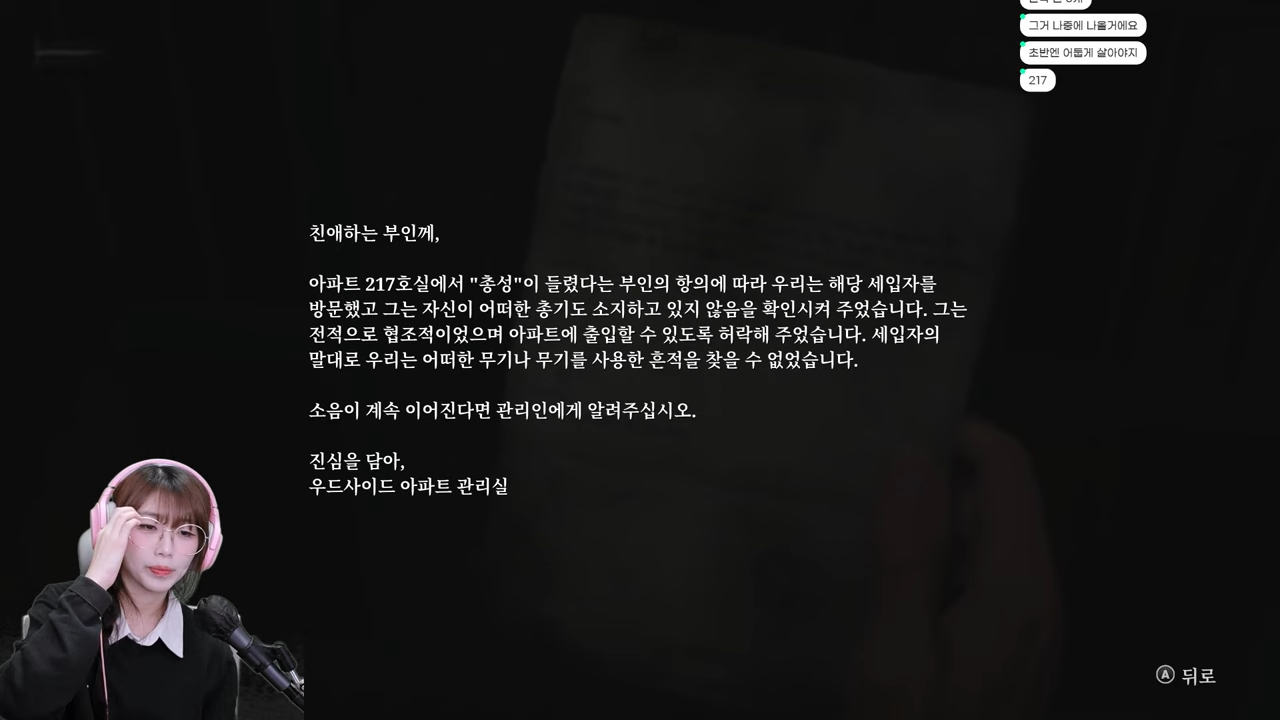 그거 나중에 나올거에요
초반엔 어둡게 살아야지
217
친애하는 부인께,
아파트 217호실에서 "총성"이 들렸다는 부인의 항의에 따라 우리는 해당 세입자를
방문했고 그는 자신이 어떠한 총기도 소지하고 있지 않음을 확인시켜 주었습니다. 그는
전적으로 협조적이었으며 아파트에 출입할 수 있도록 허락해 주었습니다. 세입자의
말대로 우리는 어떠한 무기나 무기를 사용한 흔적을 찾을 수 없었습니다.
소음이 계속 이어진다면 관리인에게 알려주십시오.
진심을 담아,
우드사이드 아파트 관리실
A 뒤로